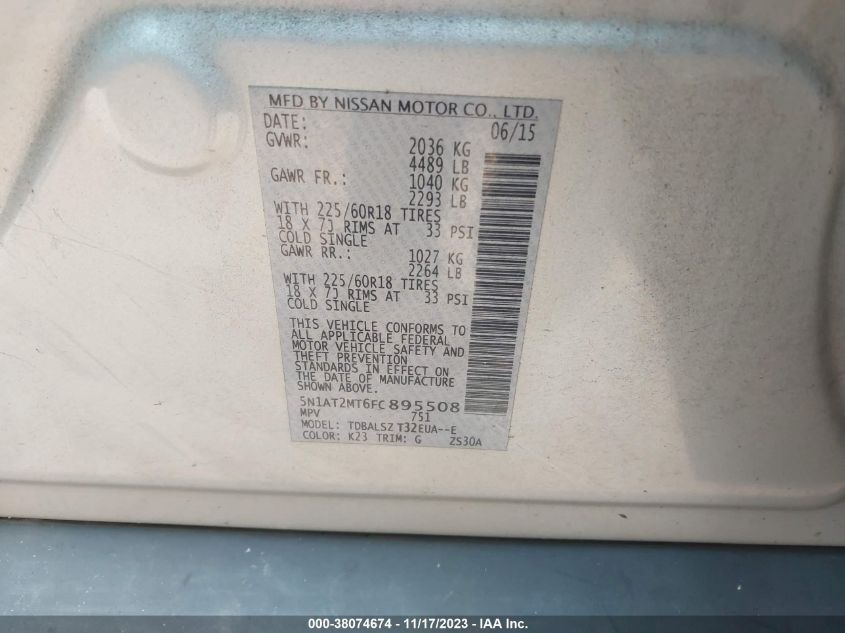 MFD BY NISSAN MOTOR CO., LTD.
DATE: 06/15
GVWR: 2036 KG
4489 LB
GAWR FR.: 1040 KG
2293 LB
WITH 225/60R18 TIRES
18 X 7J RIMS AT 33 PSI
COLD SINGLE
GAWR RR.: 1027 KG
2264 LB
WITH 225/60R18 TIRES
18 X 7J RIMS AT 33 PSI
COLD SINGLE
THIS VEHICLE CONFORMS TO
ALL APPLICABLE FEDERAL
MOTOR VEHICLE SAFETY AND
THEFT PREVENTION
STANDARDS IN EFFECT ON
THE DATE OF MANUFACTURE
SHOWN ABOVE.
5N1AT2MT6FC895508
MPV 751
MODEL: TDBALSZ T32EUA--E
COLOR: K23 TRIM: G ZS30A
000-38074674 - 11/17/2023 - IAA Inc.